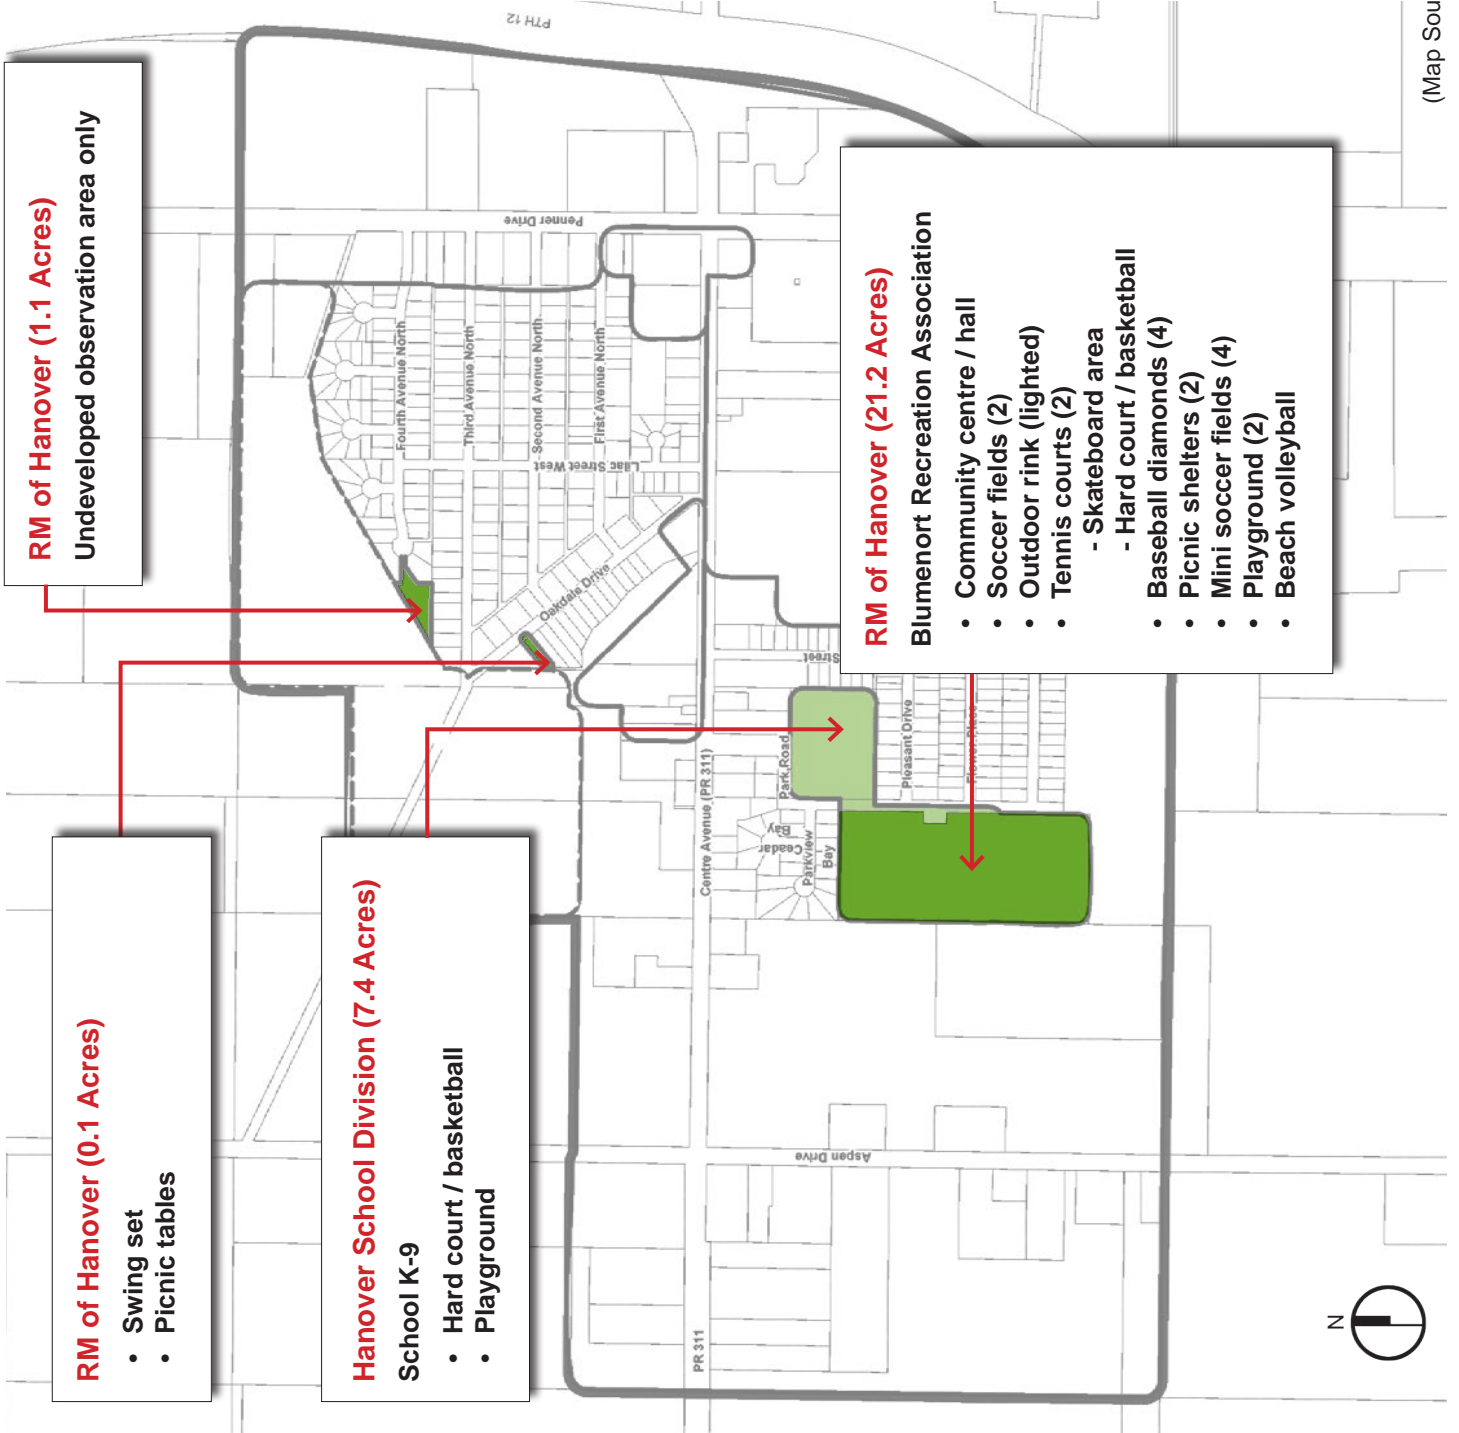 RM of Hanover (1.1 Acres)
Undeveloped observation area only
RM of Hanover (0.1 Acres)
• Swing set
• Picnic tables
Hanover School Division (7.4 Acres)
School K-9
• Hard court / basketball
• Playground
RM of Hanover (21.2 Acres)
Blumenort Recreation Association
• Community centre / hall
• Soccer fields (2)
• Outdoor rink (lighted)
• Tennis courts (2)
- Skateboard area
- Hard court / basketball
• Baseball diamonds (4)
• Picnic shelters (2)
• Mini soccer fields (4)
• Playground (2)
• Beach volleyball
PTH 12
Penner Drive
Fourth Avenue North
Third Avenue North
Second Avenue North
First Avenue North
Lilac Street West
Oakdale Drive
Street
Centre Avenue (PR 311)
Park Road
Ceadar
Bay
Parkview
Bay
Pleasant Drive
Flower Place
Aspen Drive
PR 311
N
(Map Sou